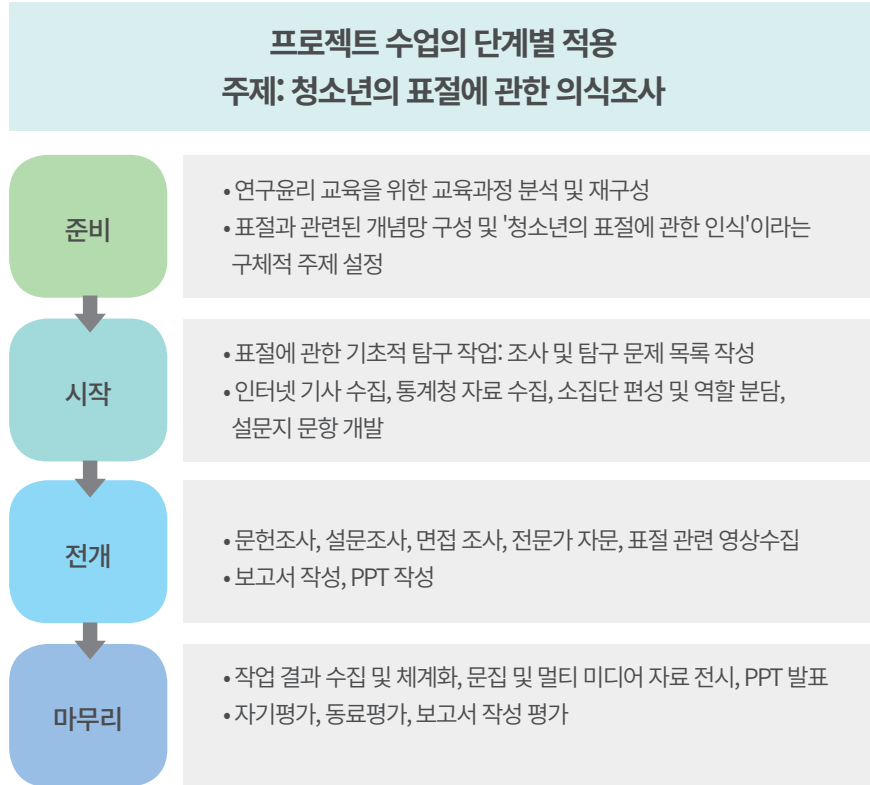 프로젝트 수업의 단계별 적용
주제: 청소년의 표절에 관한 의식조사
준비
• 연구윤리 교육을 위한 교육과정 분석 및 재구성
• 표절과 관련된 개념망 구성 및 '청소년의 표절에 관한 인식'이라는
구체적 주제 설정
시작
• 표절에 관한 기초적 탐구 작업: 조사 및 탐구 문제 목록 작성
• 인터넷 기사 수집, 통계청 자료 수집, 소집단 편성 및 역할 분담,
설문지 문항 개발
전개
• 문헌조사, 설문조사, 면접 조사, 전문가 자문, 표절 관련 영상수집
• 보고서 작성, PPT 작성
마무리
• 작업 결과 수집 및 체계화, 문집 및 멀티 미디어 자료 전시, PPT 발표
• 자기평가, 동료평가, 보고서 작성 평가